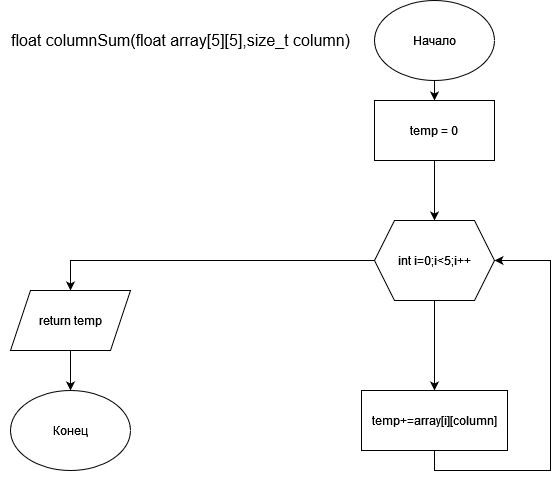 float columnSum(float array[5][5],size_t column)
Начало
temp = 0
int i=0;i<5;i++
return temp
temp+=array[i][column]
Конец